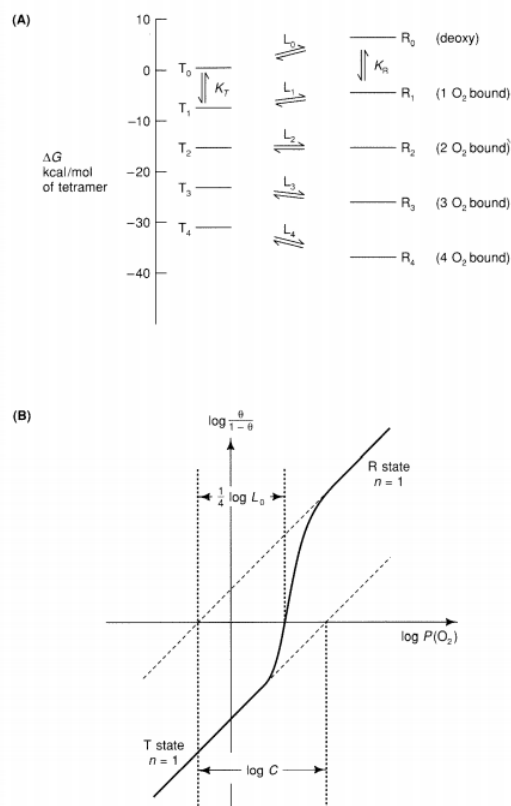 (A)
10
0
-10
-20
-30
-40
ΔG
kcal/mol
of tetramer
T₀
K_T
T₁
T₂
T₃
T₄
L₀
L₁
L₂
L₃
L₄
R₀ (deoxy)
K_R
R₁ (1 O₂ bound)
R₂ (2 O₂ bound)
R₃ (3 O₂ bound)
R₄ (4 O₂ bound)
(B)
log θ/(1 − θ)
R state
n = 1
1/4 log L₀
log P(O₂)
T state
n = 1
log C